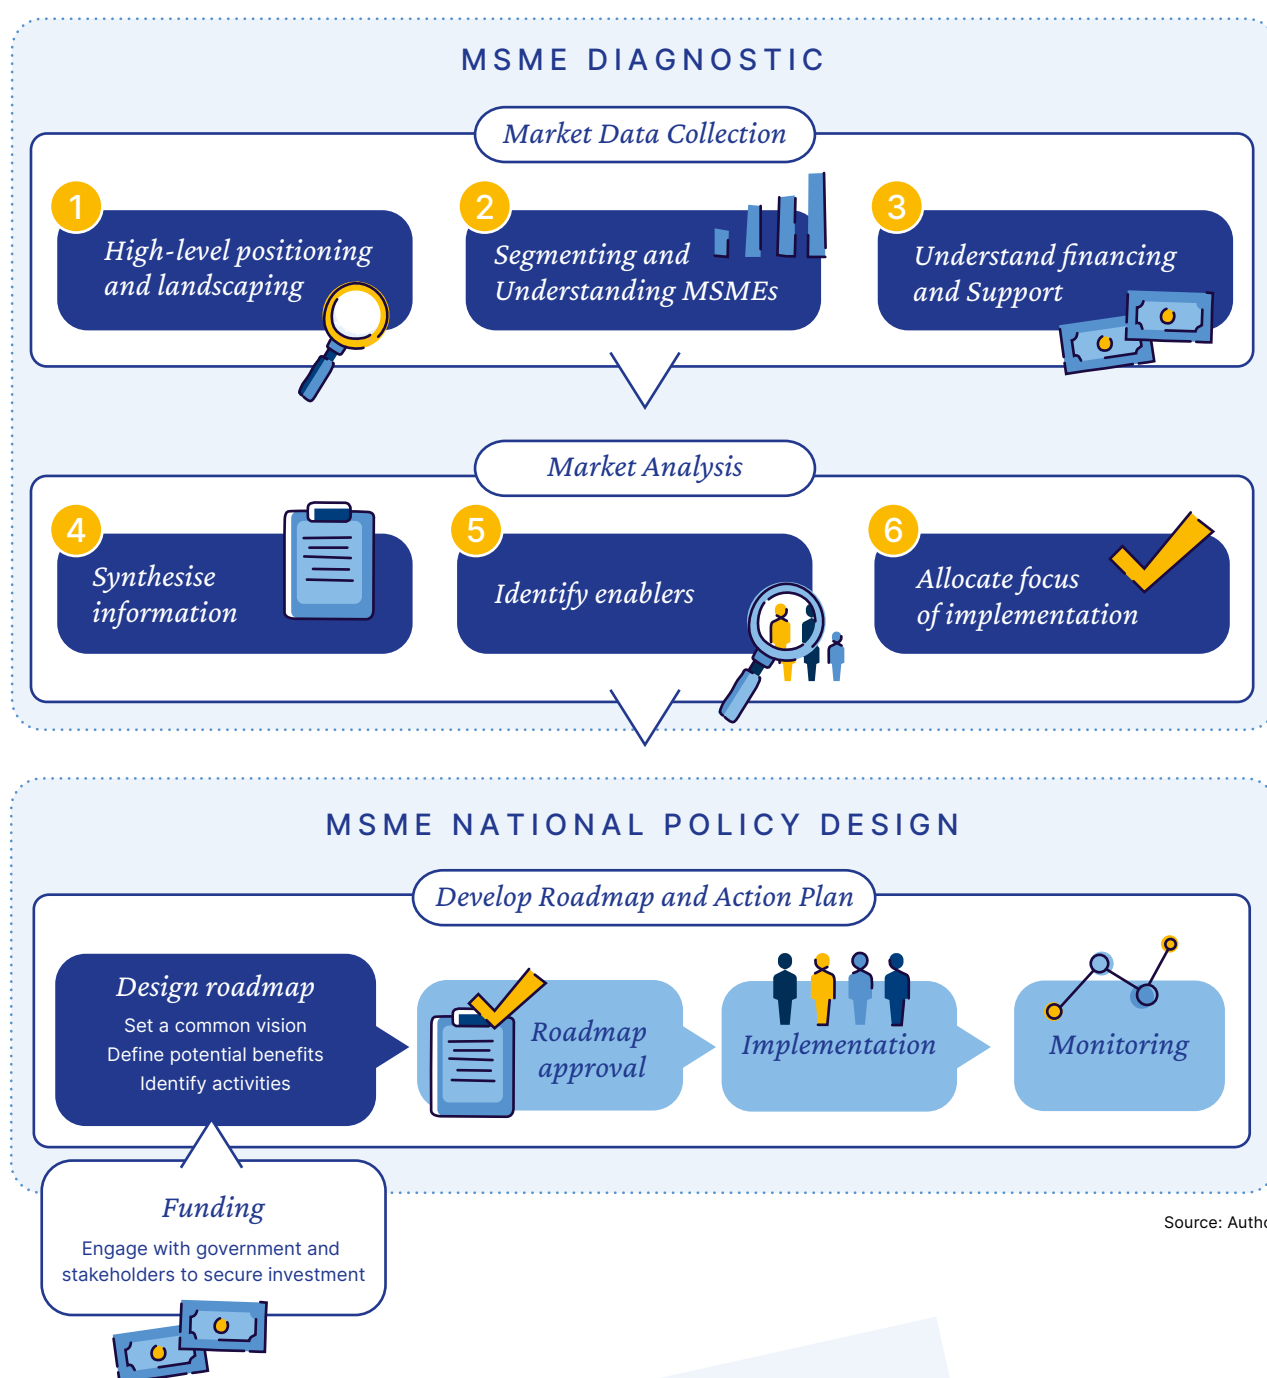 MSME DIAGNOSTIC
Market Data Collection
1
High-level positioning
and landscaping
2
Segmenting and
Understanding MSMEs
3
Understand financing
and Support
Market Analysis
4
Synthesise
information
5
Identify enablers
6
Allocate focus
of implementation
MSME NATIONAL POLICY DESIGN
Develop Roadmap and Action Plan
Design roadmap
Set a common vision
Define potential benefits
Identify activities
Roadmap
approval
Implementation
Monitoring
Funding
Engage with government and
stakeholders to secure investment
Source: